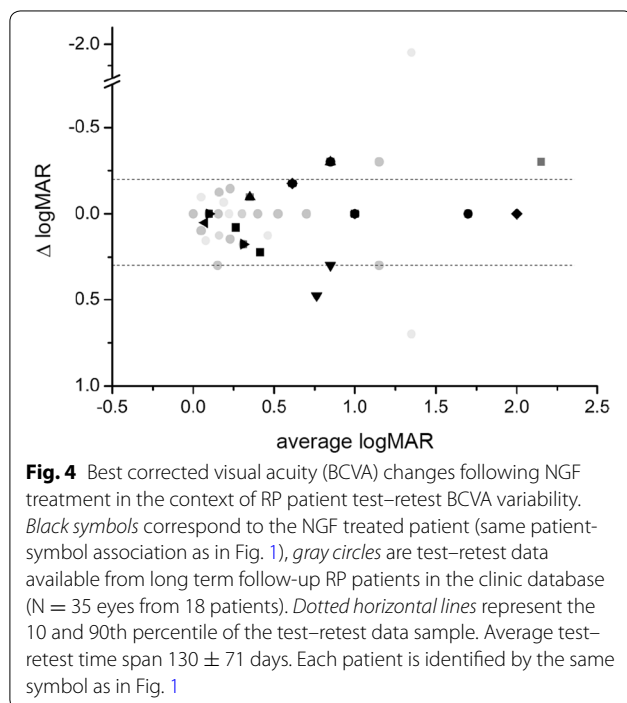 -2.0
-0.5
0.0
0.5
1.0
Δ logMAR
-0.5 0.0 0.5 1.0 1.5 2.0 2.5
average logMAR
Fig. 4 Best corrected visual acuity (BCVA) changes following NGF
treatment in the context of RP patient test–retest BCVA variability.
Black symbols correspond to the NGF treated patient (same patient-
symbol association as in Fig. 1), gray circles are test–retest data
available from long term follow-up RP patients in the clinic database
(N = 35 eyes from 18 patients). Dotted horizontal lines represent the
10 and 90th percentile of the test–retest data sample. Average test–
retest time span 130 ± 71 days. Each patient is identified by the same
symbol as in Fig. 1